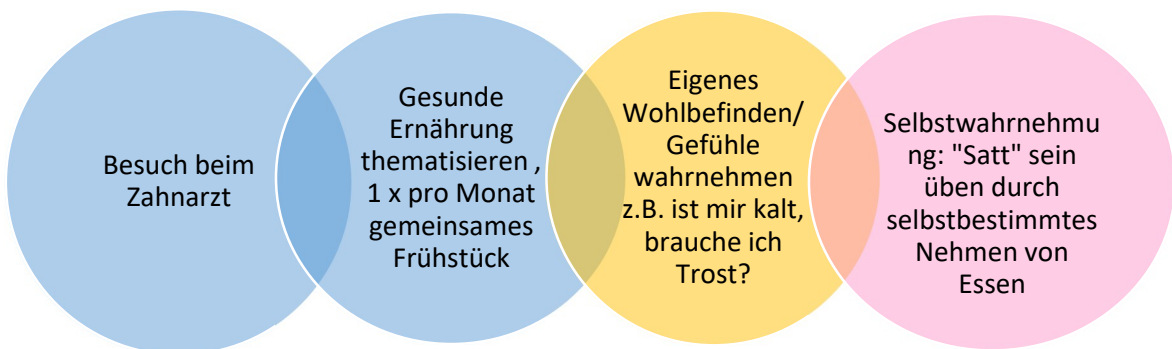 Besuch beim
Zahnarzt
Gesunde
Ernährung
thematisieren ,
1 x pro Monat
gemeinsames
Frühstück
Eigenes
Wohlbefinden/
Gefühle
wahrnehmen
z.B. ist mir kalt,
brauche ich
Trost?
Selbstwahrnehmu
ng: "Satt" sein
üben durch
selbstbestimmtes
Nehmen von
Essen